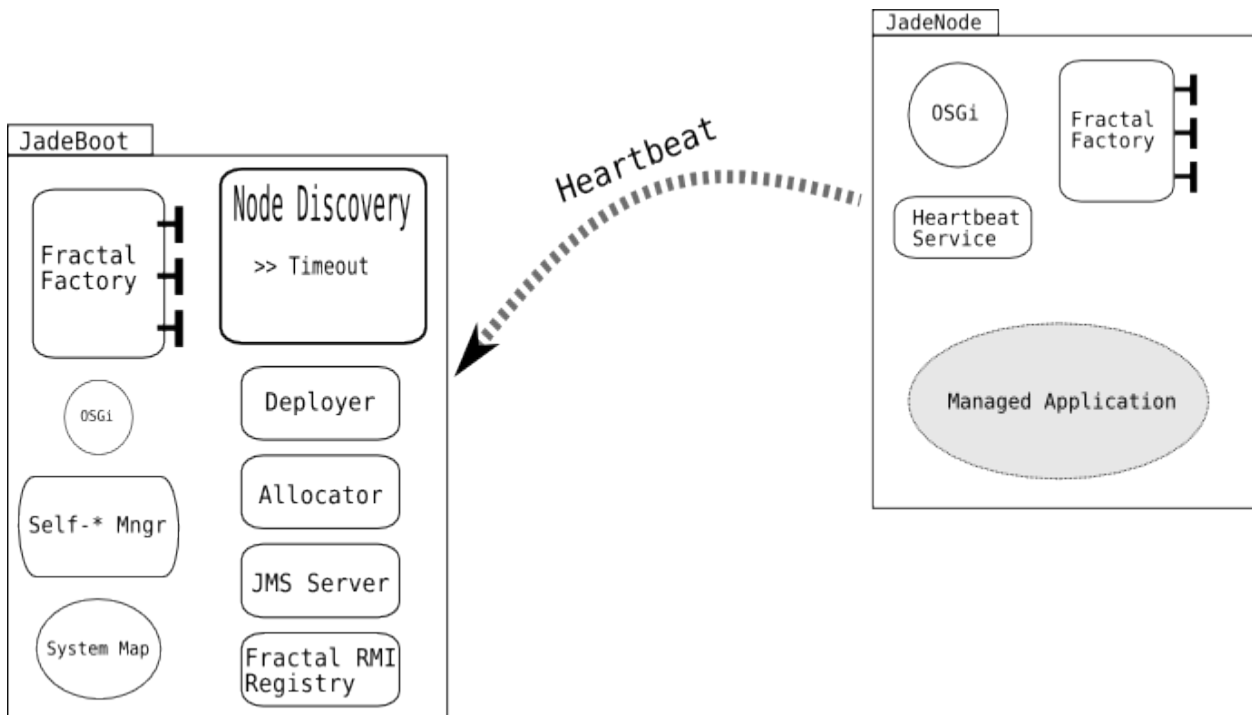 JadeNode
OSGi
Fractal
Factory
Heartbeat
Service
Managed Application
Heartbeat
JadeBoot
Node Discovery
>> Timeout
Fractal
Factory
Deployer
OSGi
Allocator
Self-* Mngr
JMS Server
System Map
Fractal RMI
Registry